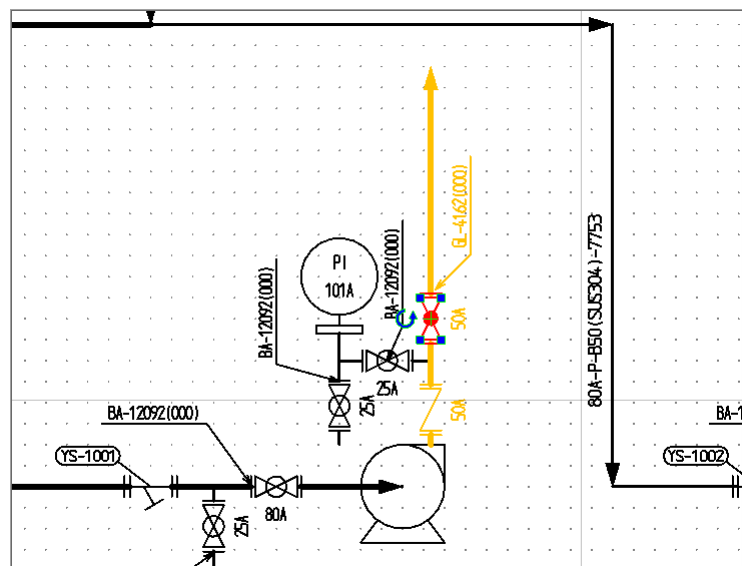 GL-4162(000)
BA-12092(000)
80A-P-B50(SUS304)-7753
PI
101A
BA-12092(000)
50A
25A
25A
50A
BA-12092(000)
BA-1
YS-1001
YS-1002
80A
25A